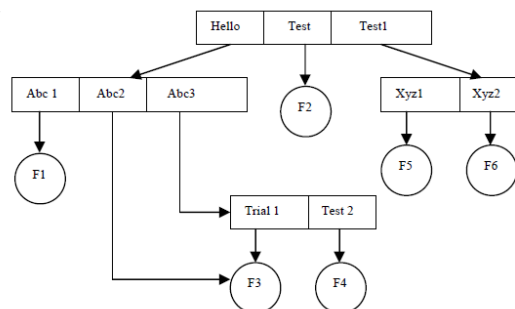 Hello Test Test1
Abc 1 Abc2 Abc3
Xyz1 Xyz2
F2
F1
F5 F6
Trial 1 Test 2
F3 F4